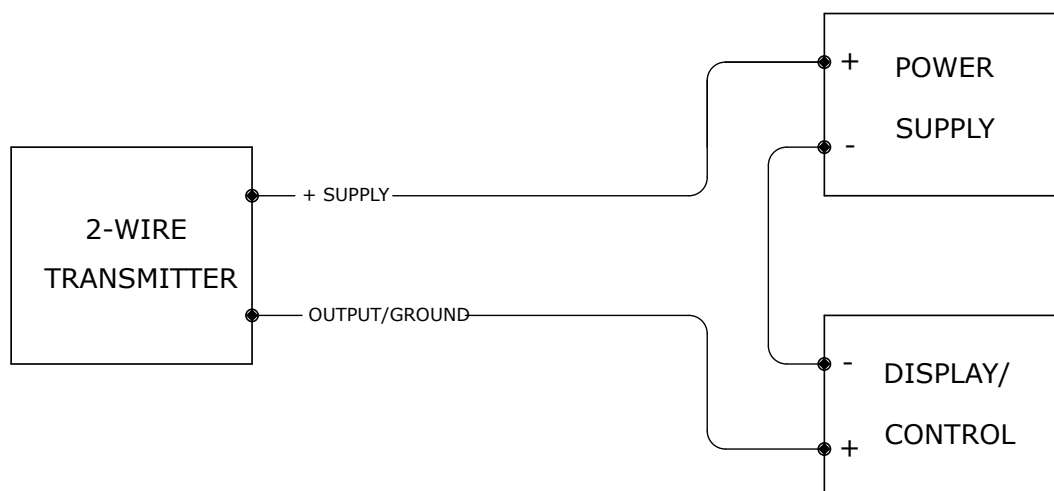 + POWER
SUPPLY
-
+ SUPPLY
2-WIRE
TRANSMITTER
OUTPUT/GROUND
- DISPLAY/
CONTROL
+